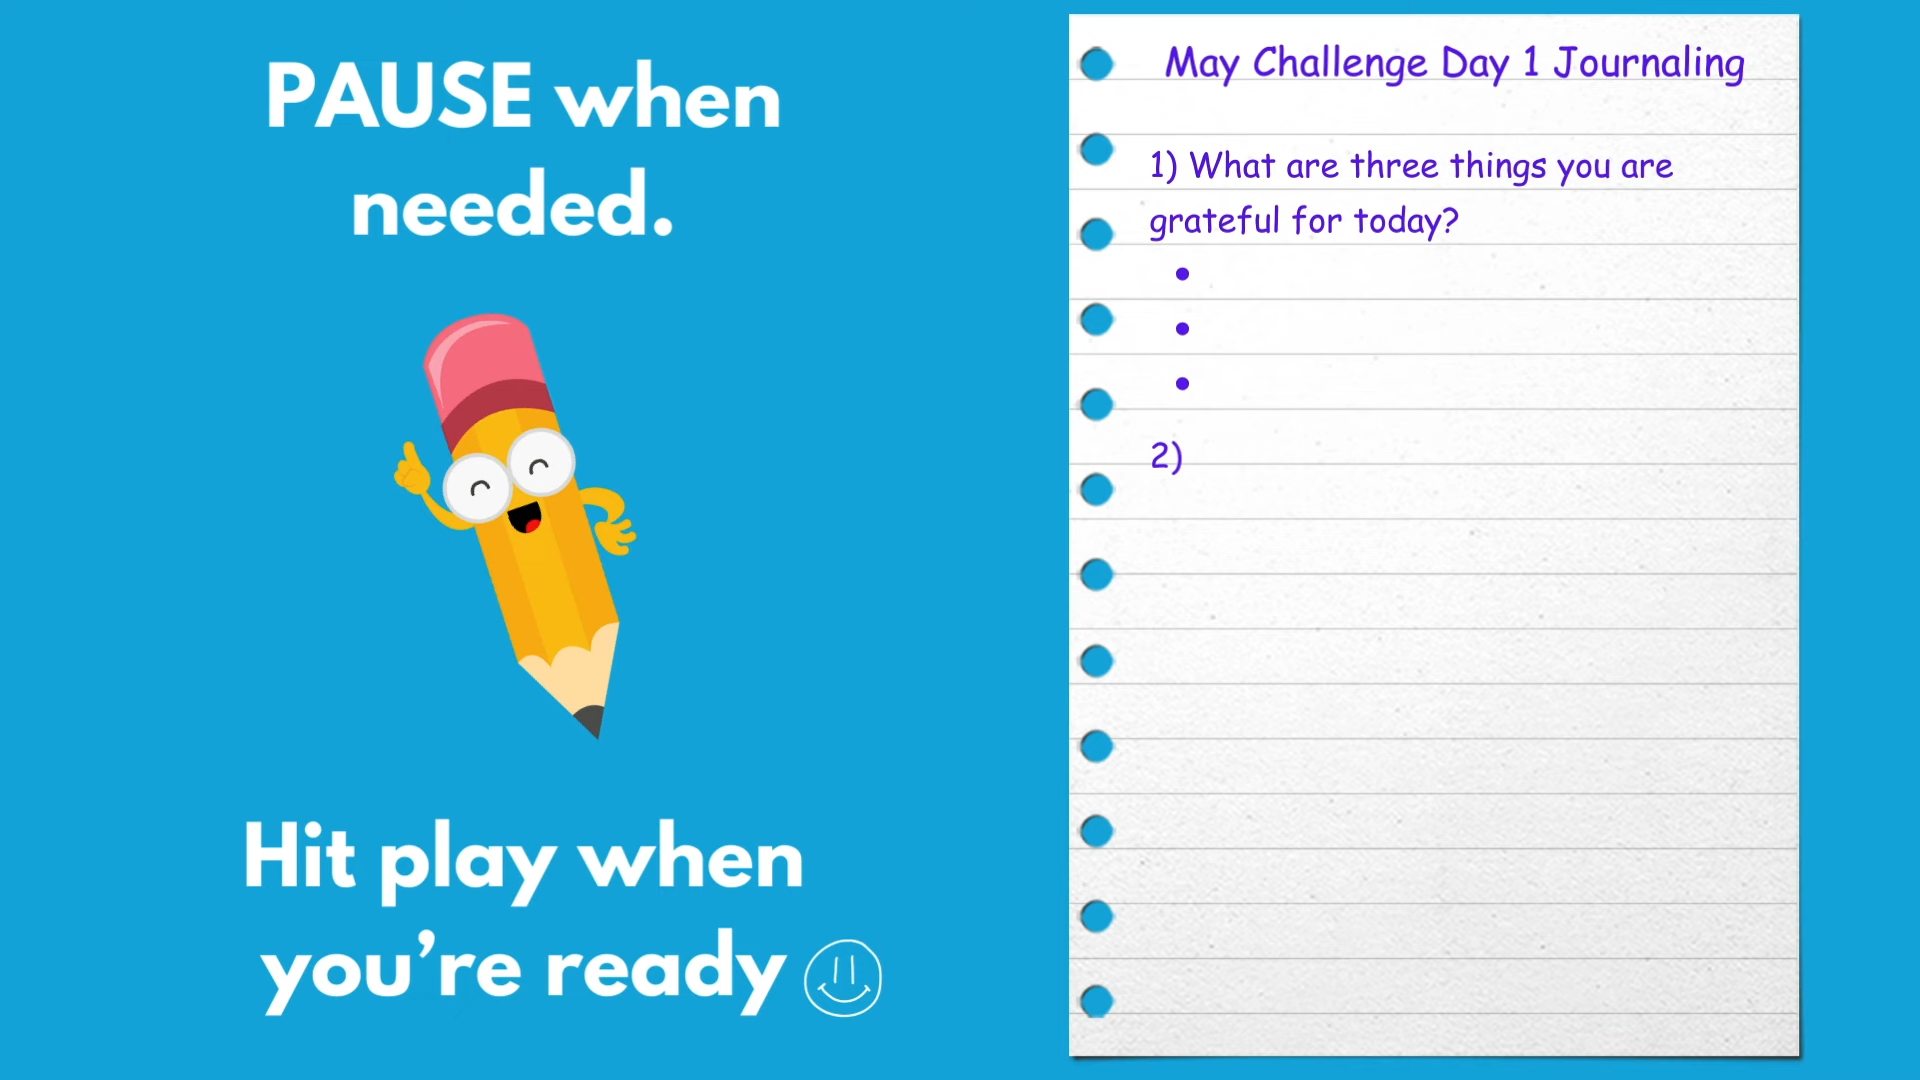 PAUSE when
needed.
Hit play when
you’re ready
May Challenge Day 1 Journaling
1) What are three things you are
grateful for today?
•
•
•
2)